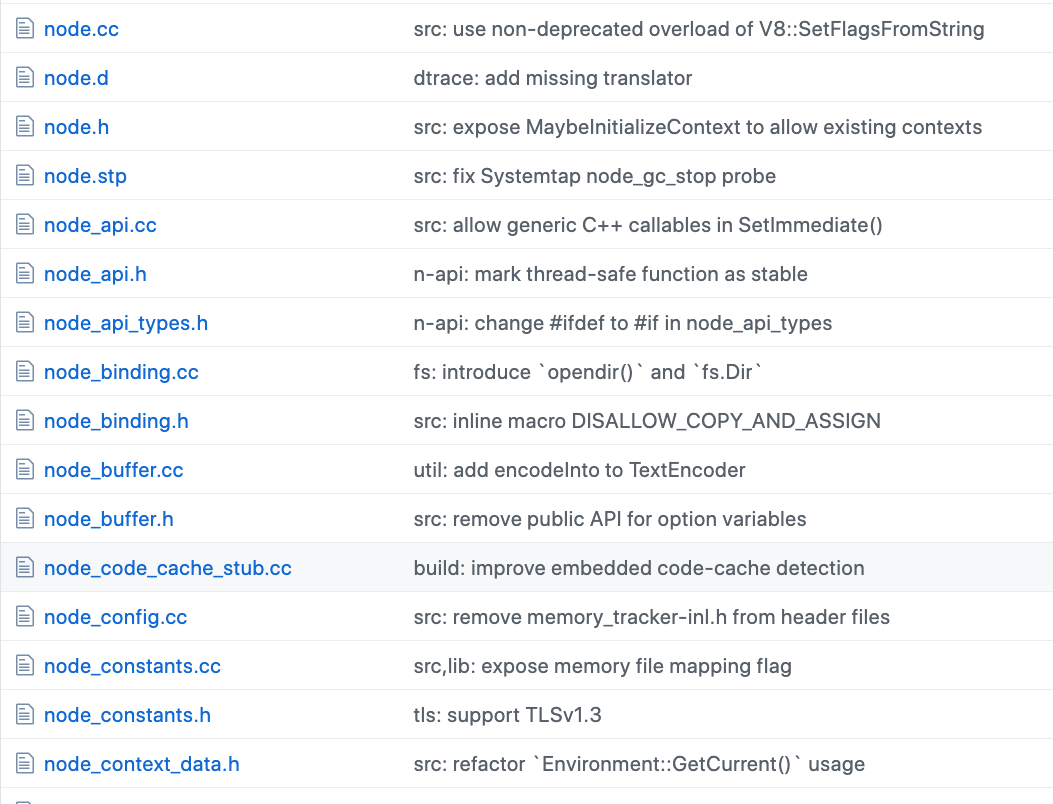 node.cc src: use non-deprecated overload of V8::SetFlagsFromString
node.d dtrace: add missing translator
node.h src: expose MaybeInitializeContext to allow existing contexts
node.stp src: fix Systemtap node_gc_stop probe
node_api.cc src: allow generic C++ callables in SetImmediate()
node_api.h n-api: mark thread-safe function as stable
node_api_types.h n-api: change #ifdef to #if in node_api_types
node_binding.cc fs: introduce `opendir()` and `fs.Dir`
node_binding.h src: inline macro DISALLOW_COPY_AND_ASSIGN
node_buffer.cc util: add encodeInto to TextEncoder
node_buffer.h src: remove public API for option variables
node_code_cache_stub.cc build: improve embedded code-cache detection
node_config.cc src: remove memory_tracker-inl.h from header files
node_constants.cc src,lib: expose memory file mapping flag
node_constants.h tls: support TLSv1.3
node_context_data.h src: refactor `Environment::GetCurrent()` usage